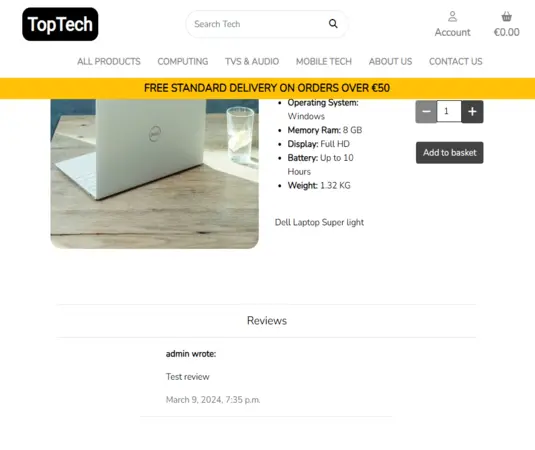 TopTech
Search Tech
Account
€0.00
ALL PRODUCTS COMPUTING TVS & AUDIO MOBILE TECH ABOUT US CONTACT US
FREE STANDARD DELIVERY ON ORDERS OVER €50
Operating System:
Windows
Memory Ram: 8 GB
Display: Full HD
Battery: Up to 10
Hours
Weight: 1.32 KG
Dell Laptop Super light
− 1 +
Add to basket
Reviews
admin wrote:
Test review
March 9, 2024, 7:35 p.m.